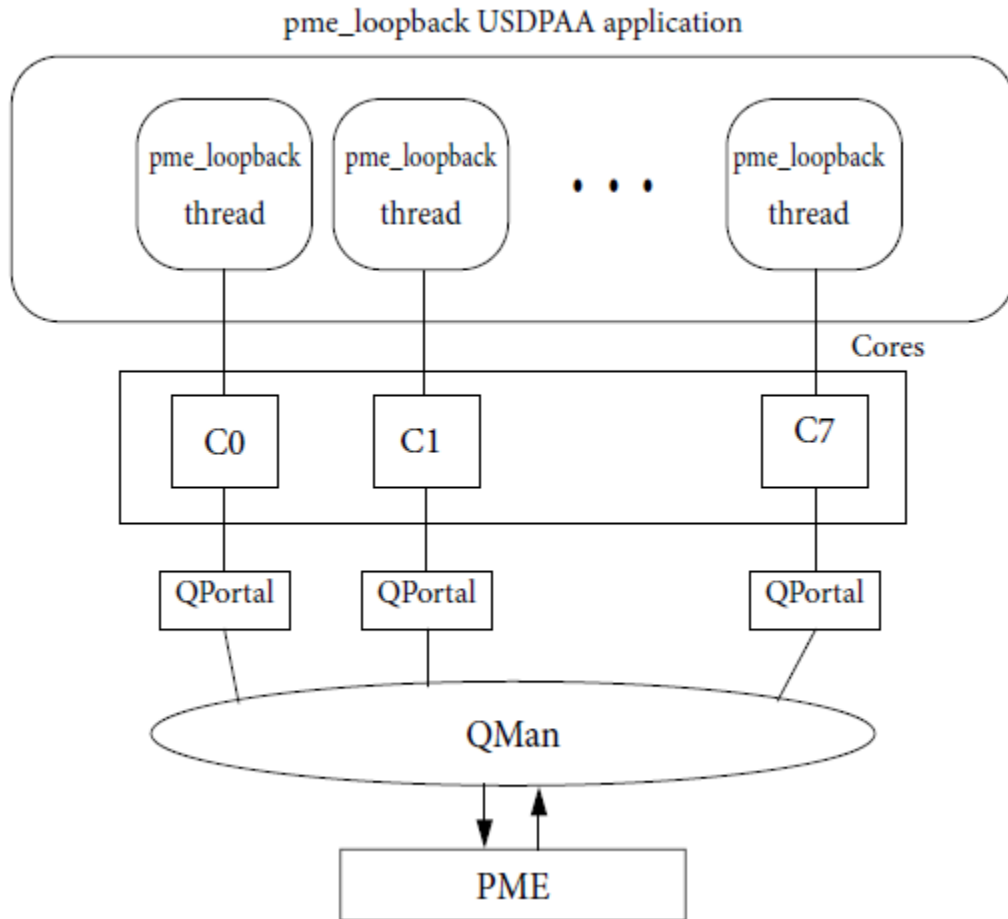 pme_loopback USDPAA application
pme_loopback
thread
pme_loopback
thread
pme_loopback
thread
Cores
C0
C1
C7
QPortal
QPortal
QPortal
QMan
PME